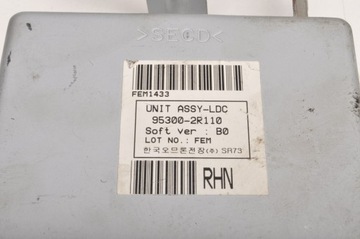 >SECD<
FEM1433
UNIT ASSY-LDC
95300-2R110
Soft ver : B0
LOT NO.: FEM
한국오므론전장(주) SR73
RHN